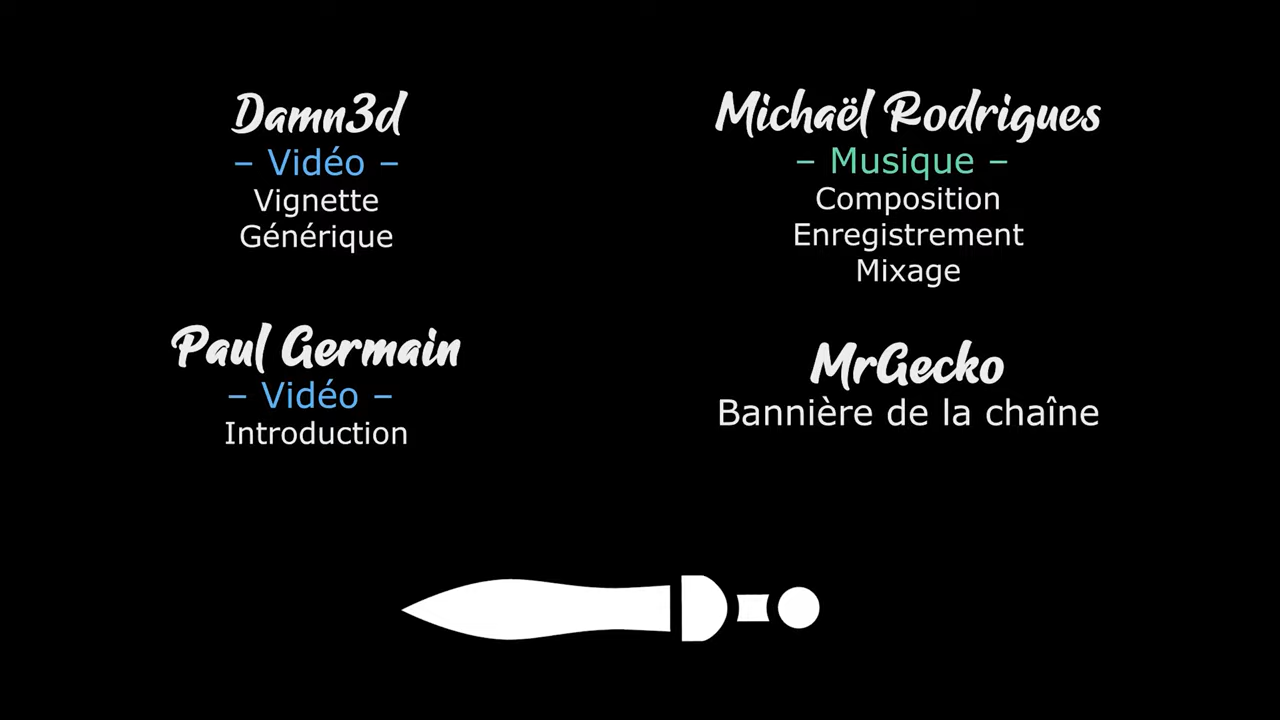 Damn3d
– Vidéo –
Vignette
Générique
Michaël Rodrigues
– Musique –
Composition
Enregistrement
Mixage
Paul Germain
– Vidéo –
Introduction
MrGecko
Bannière de la chaîne